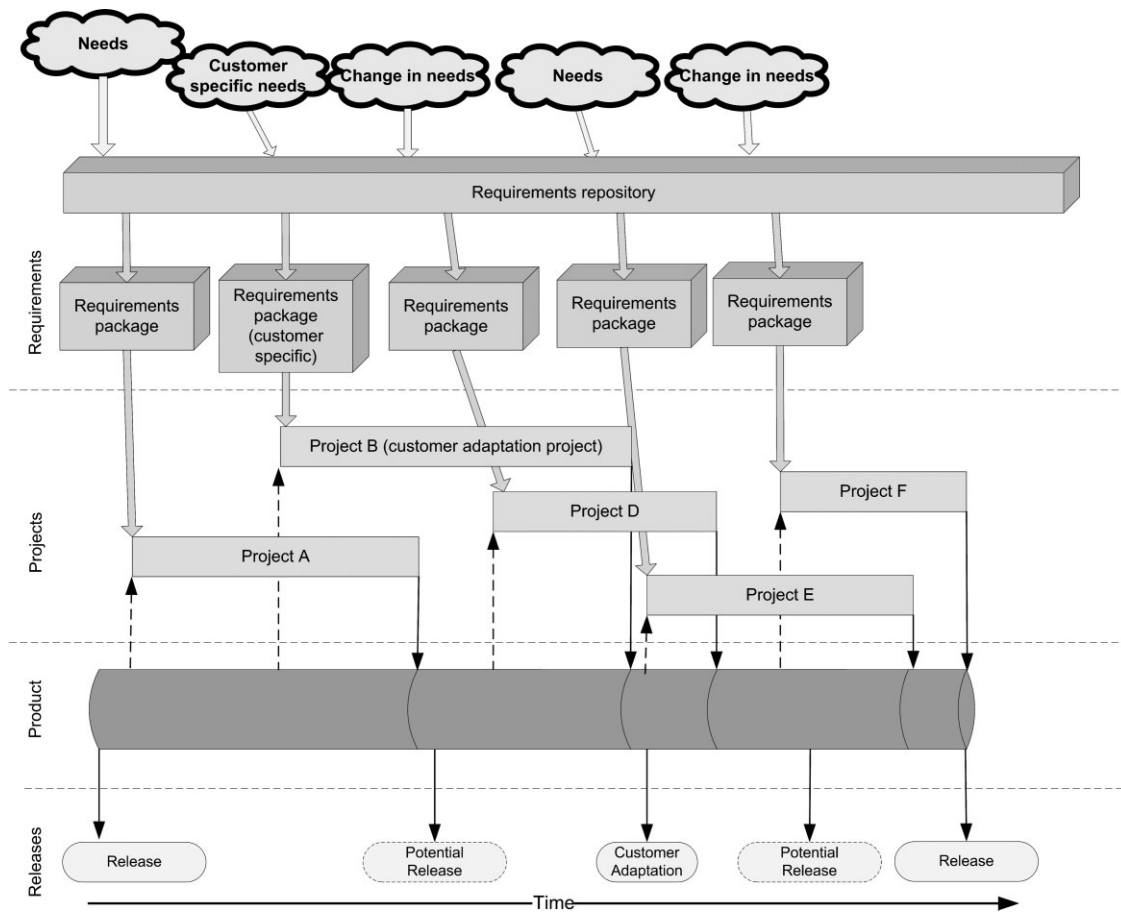 Needs
Customer
specific needs
Change in needs
Needs
Change in needs
Requirements repository
Requirements
Requirements
package
Requirements
package
(customer
specific)
Requirements
package
Requirements
package
Requirements
package
Projects
Project B (customer adaptation project)
Project F
Project D
Project A
Project E
Product
Releases
Release
Potential
Release
Customer
Adaptation
Potential
Release
Release
Time